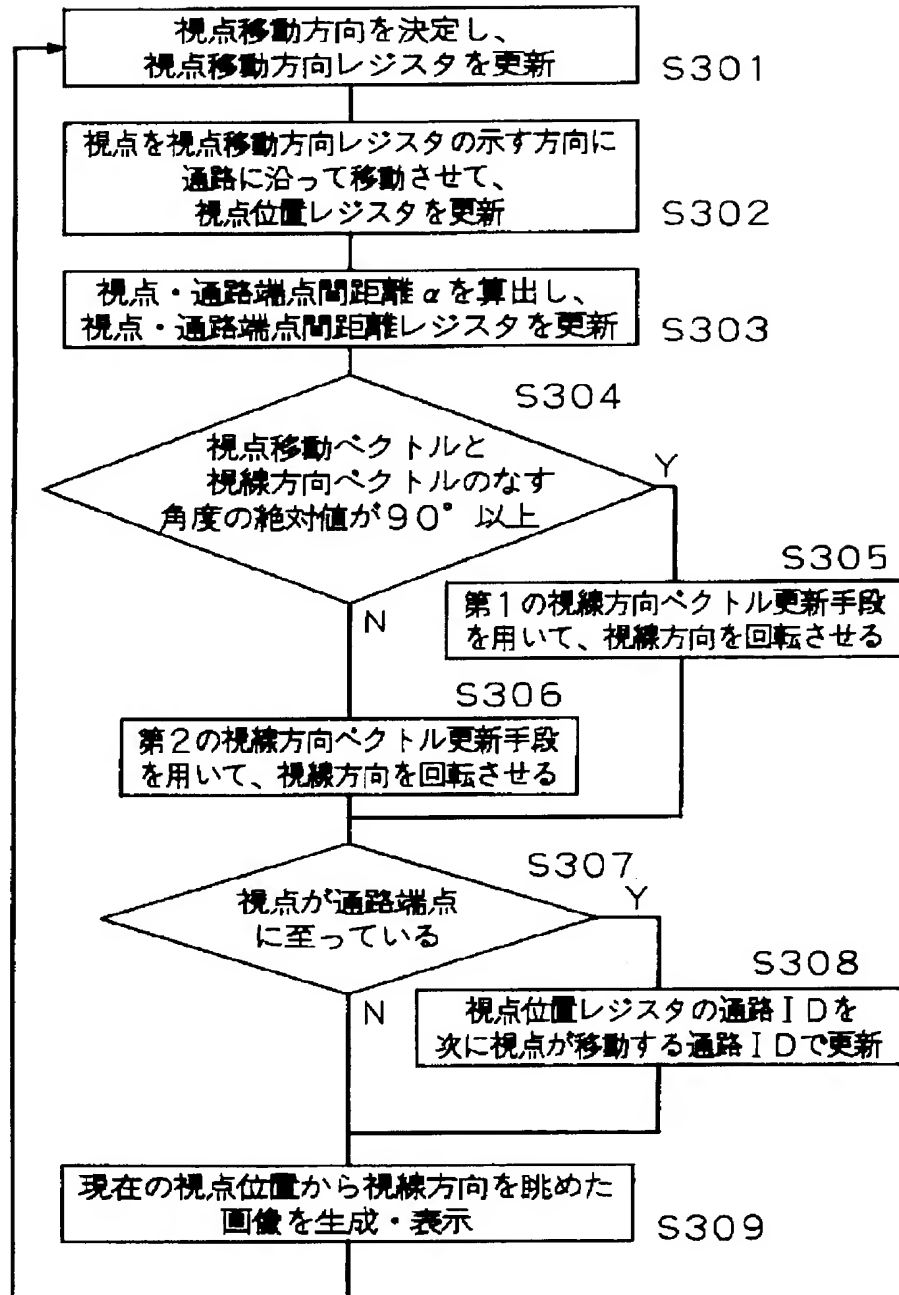 視点移動方向を決定し、
視点移動方向レジスタを更新
S301
視点を視点移動方向レジスタの示す方向に
通路に沿って移動させて、
視点位置レジスタを更新
S302
視点・通路端点間距離αを算出し、
視点・通路端点間距離レジスタを更新
S303
S304
視点移動ベクトルと
視線方向ベクトルのなす
角度の絶対値が90°以上
Y
N
S305
第1の視線方向ベクトル更新手段
を用いて、視線方向を回転させる
S306
第2の視線方向ベクトル更新手段
を用いて、視線方向を回転させる
S307
視点が通路端点
に至っている
Y
N
S308
視点位置レジスタの通路IDを
次に視点が移動する通路IDで更新
現在の視点位置から視線方向を眺めた
画像を生成・表示
S309